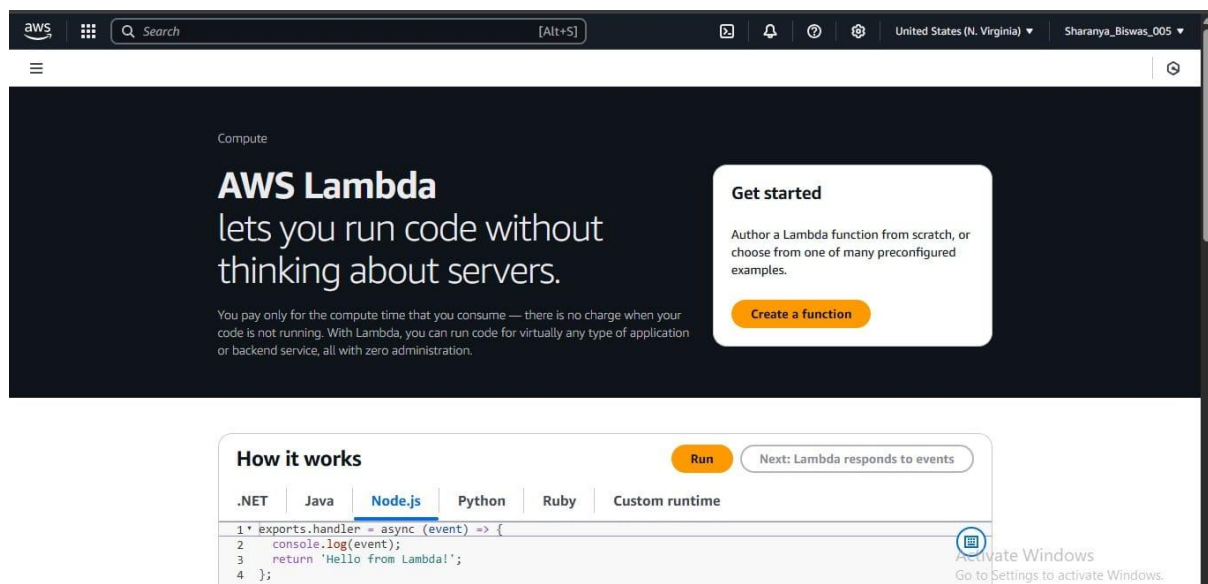 aws
Search [Alt+S]
United States (N. Virginia) ▼
Sharanya_Biswas_005 ▼
Compute
AWS Lambda
lets you run code without
thinking about servers.
You pay only for the compute time that you consume — there is no charge when your
code is not running. With Lambda, you can run code for virtually any type of application
or backend service, all with zero administration.
Get started
Author a Lambda function from scratch, or
choose from one of many preconfigured
examples.
Create a function
How it works
Run
Next: Lambda responds to events
.NET Java Node.js Python Ruby Custom runtime
1 exports.handler = async (event) => {
2 console.log(event);
3 return 'Hello from Lambda!';
4 };
Activate Windows
Go to Settings to activate Windows.